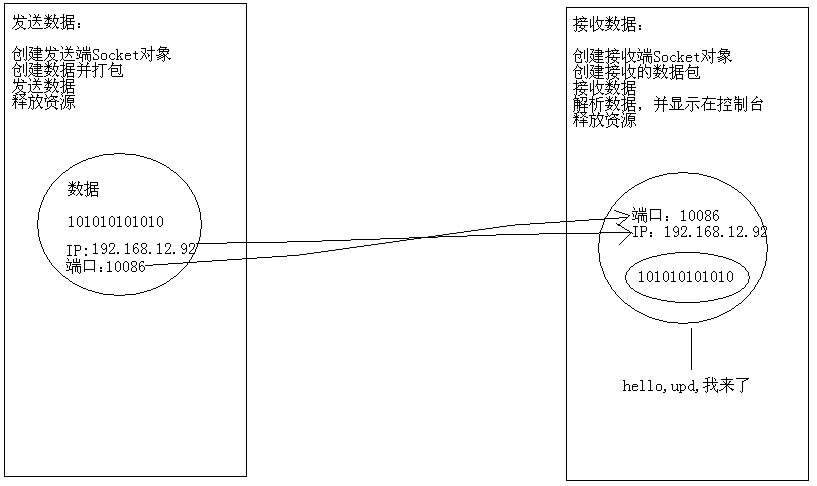 发送数据：
创建发送端Socket对象
创建数据并打包
发送数据
释放资源
数据
101010101010
IP:192.168.12.92
端口:10086
接收数据：
创建接收端Socket对象
创建接收的数据包
接收数据
解析数据，并显示在控制台
释放资源
端口：10086
IP：192.168.12.92
101010101010
hello,upd,我来了